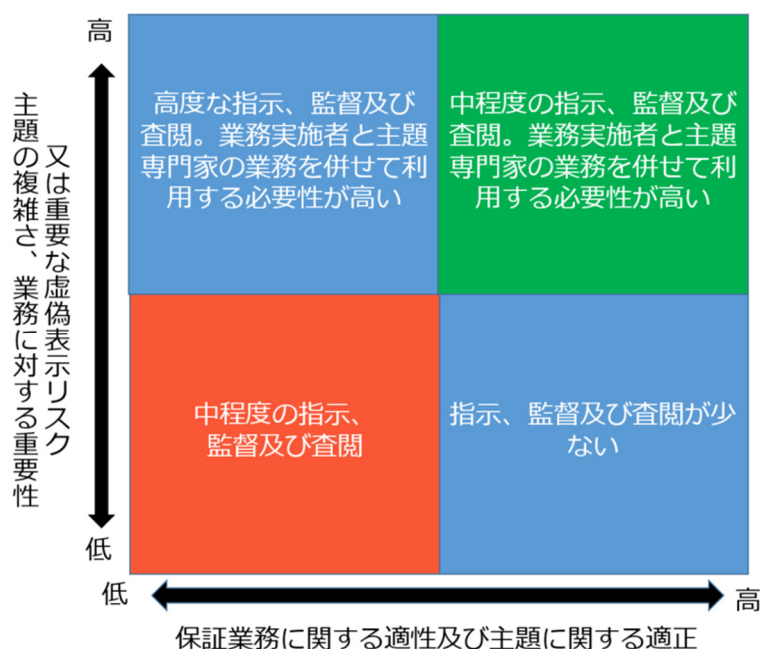 高
主題の複雑さ、業務に対する重要性
又は重要な虚偽表示リスク
低
高度な指示、監督及び
査閲。業務実施者と主題
専門家の業務を併せて利
用する必要性が高い
中程度の指示、監督及び
査閲。業務実施者と主題
専門家の業務を併せて利
用する必要性が高い
中程度の指示、
監督及び査閲
指示、監督及び査閲が少
ない
低
高
保証業務に関する適性及び主題に関する適正